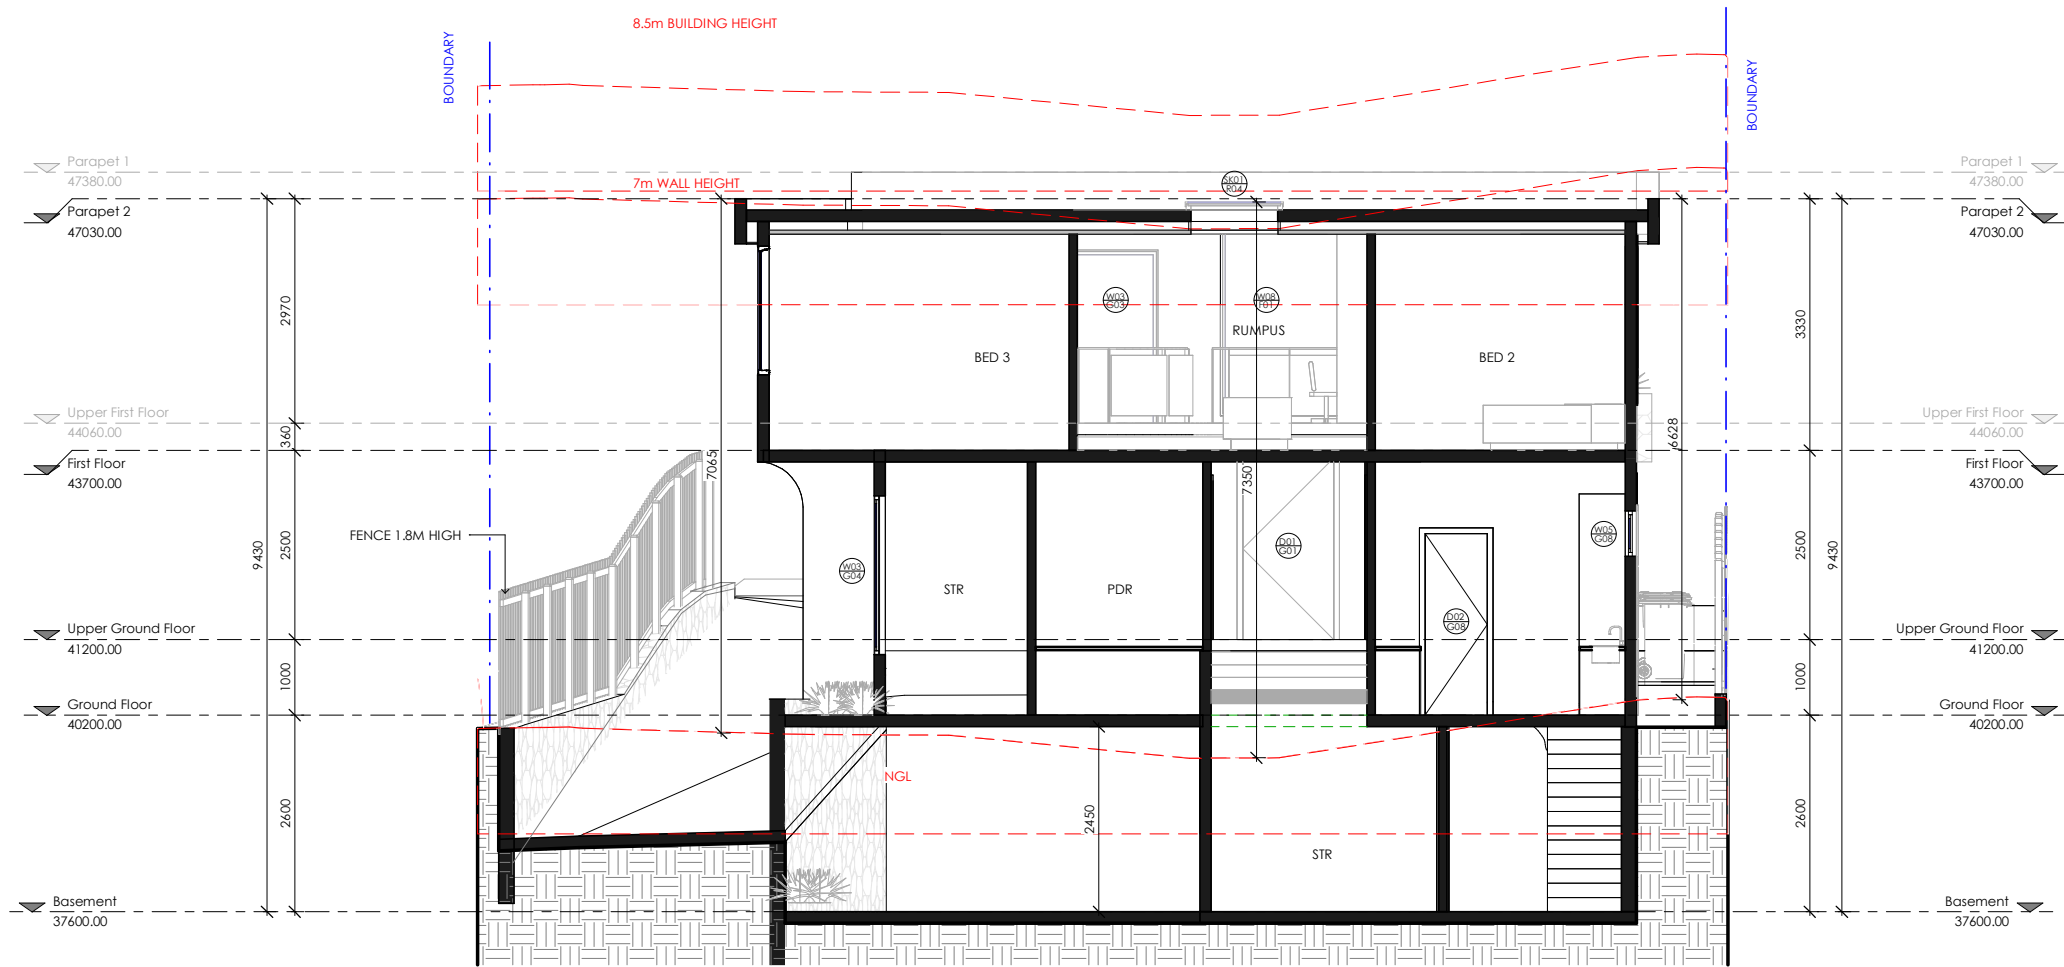 8.5m BUILDING HEIGHT
BOUNDARY
BOUNDARY
Parapet 1
47380.00
7m WALL HEIGHT
SK01
R04
Parapet 1
47380.00
Parapet 2
47030.00
Parapet 2
47030.00
2970
W03
G03
W08
F01
RUMPUS
3330
BED 3
BED 2
Upper First Floor
44060.00
360
7065
6628
Upper First Floor
44060.00
First Floor
43700.00
7350
First Floor
43700.00
FENCE 1.8M HIGH
9430
2500
W03
G04
STR
PDR
D01
G01
D02
G08
W05
G08
2500
9430
Upper Ground Floor
41200.00
Upper Ground Floor
41200.00
1000
1000
Ground Floor
40200.00
Ground Floor
40200.00
NGL
2600
2450
STR
2600
Basement
37600.00
Basement
37600.00